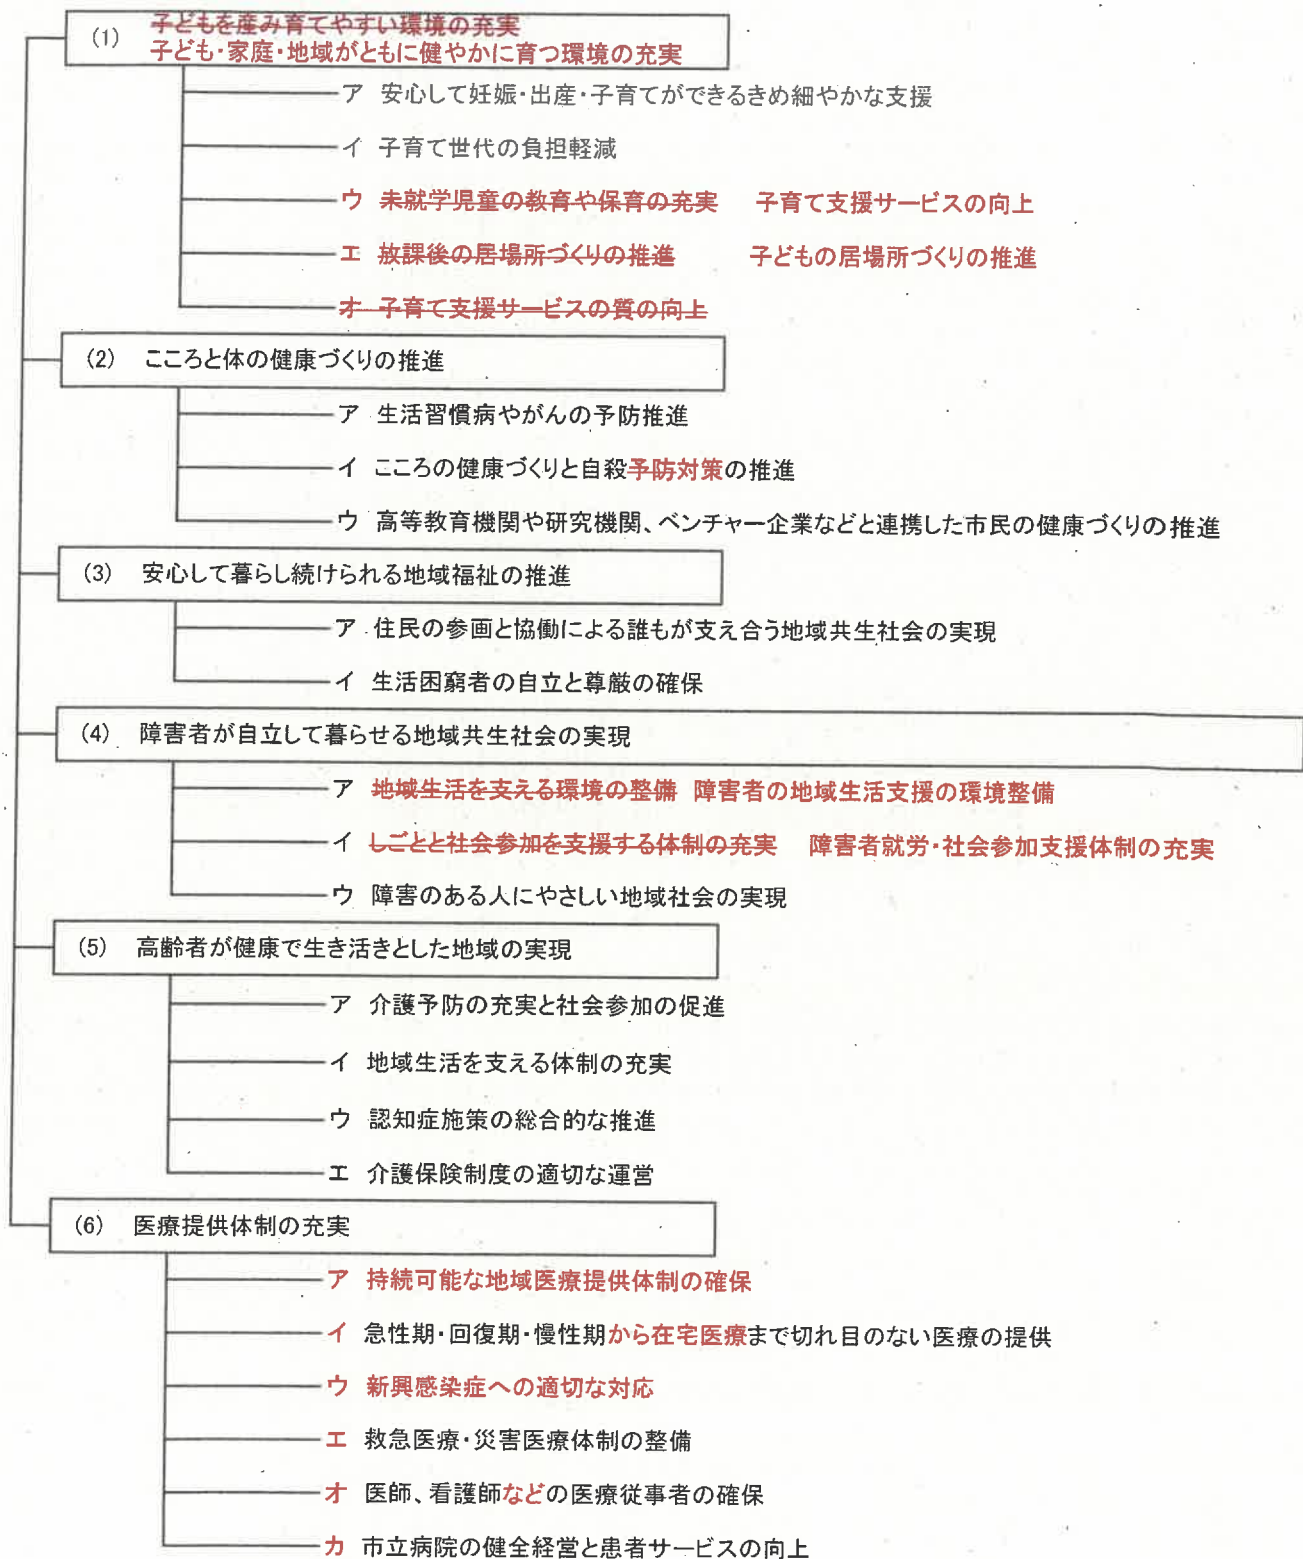 (1) 子どもを産み育てやすい環境の充実
子ども・家庭・地域がともに健やかに育つ環境の充実
ア 安心して妊娠・出産・子育てができるきめ細やかな支援
イ 子育て世代の負担軽減
ウ 未就学児童の教育や保育の充実 子育て支援サービスの向上
エ 放課後の居場所づくりの推進 子どもの居場所づくりの推進
オ 子育て支援サービスの質の向上
(2) こころと体の健康づくりの推進
ア 生活習慣病やがんの予防推進
イ こころの健康づくりと自殺予防対策の推進
ウ 高等教育機関や研究機関、ベンチャー企業などと連携した市民の健康づくりの推進
(3) 安心して暮らし続けられる地域福祉の推進
ア 住民の参画と協働による誰もが支え合う地域共生社会の実現
イ 生活困窮者の自立と尊厳の確保
(4) 障害者が自立して暮らせる地域共生社会の実現
ア 地域生活を支える環境の整備 障害者の地域生活支援の環境整備
イ しごとと社会参加を支援する体制の充実 障害者就労・社会参加支援体制の充実
ウ 障害のある人にやさしい地域社会の実現
(5) 高齢者が健康で生き活きとした地域の実現
ア 介護予防の充実と社会参加の促進
イ 地域生活を支える体制の充実
ウ 認知症施策の総合的な推進
エ 介護保険制度の適切な運営
(6) 医療提供体制の充実
ア 持続可能な地域医療提供体制の確保
イ 急性期・回復期・慢性期から在宅医療まで切れ目のない医療の提供
ウ 新興感染症への適切な対応
エ 救急医療・災害医療体制の整備
オ 医師、看護師などの医療従事者の確保
カ 市立病院の健全経営と患者サービスの向上